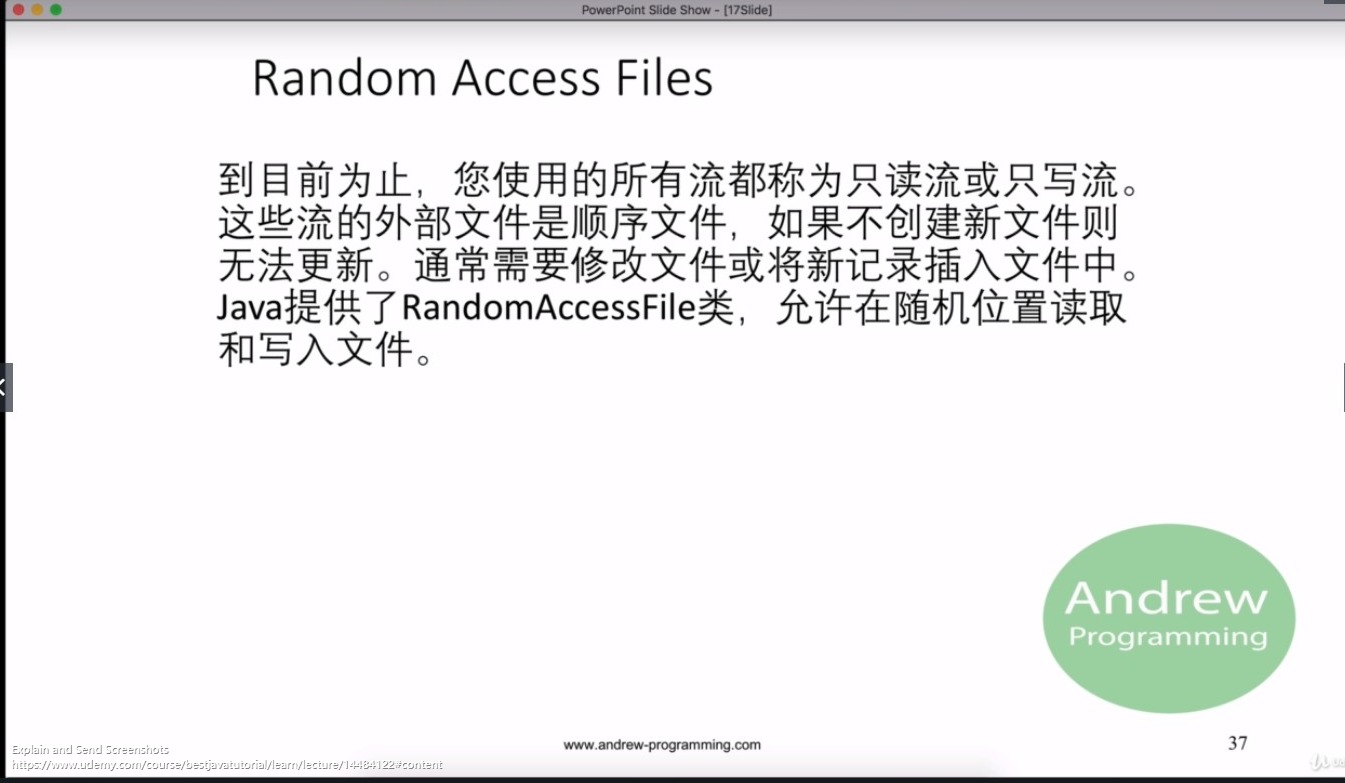 PowerPoint Slide Show - [17Slide]
Random Access Files
到目前为止，您使用的所有流都称为只读流或只写流。
这些流的外部文件是顺序文件，如果不创建新文件则
无法更新。通常需要修改文件或将新记录插入文件中。
Java提供了RandomAccessFile类，允许在随机位置读取
和写入文件。
Andrew
Programming
www.andrew-programming.com
37
Explain and Send Screenshots
https://www.udemy.com/course/bestjavatutorial/learn/lecture/14484122#content